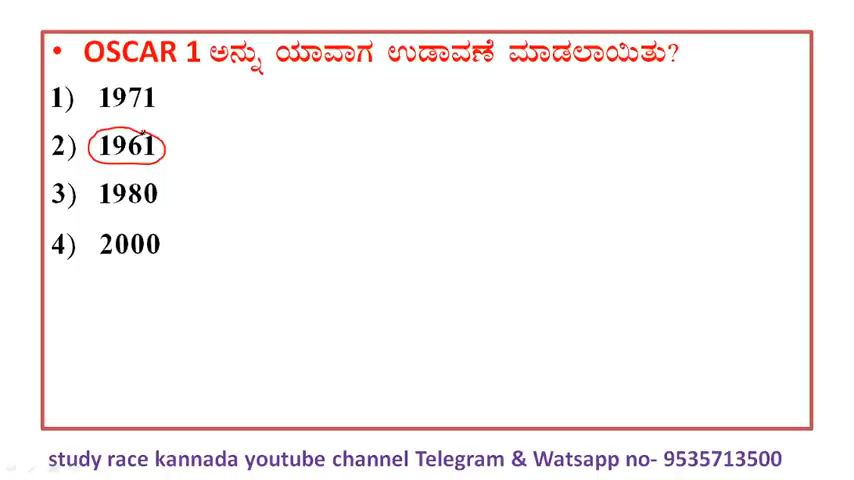 • OSCAR 1 ಅನ್ನು ಯಾವಾಗ ಉಡಾವಣೆ ಮಾಡಲಾಯಿತು?
1) 1971
2) 1961
3) 1980
4) 2000
study race kannada youtube channel Telegram & Watsapp no- 9535713500